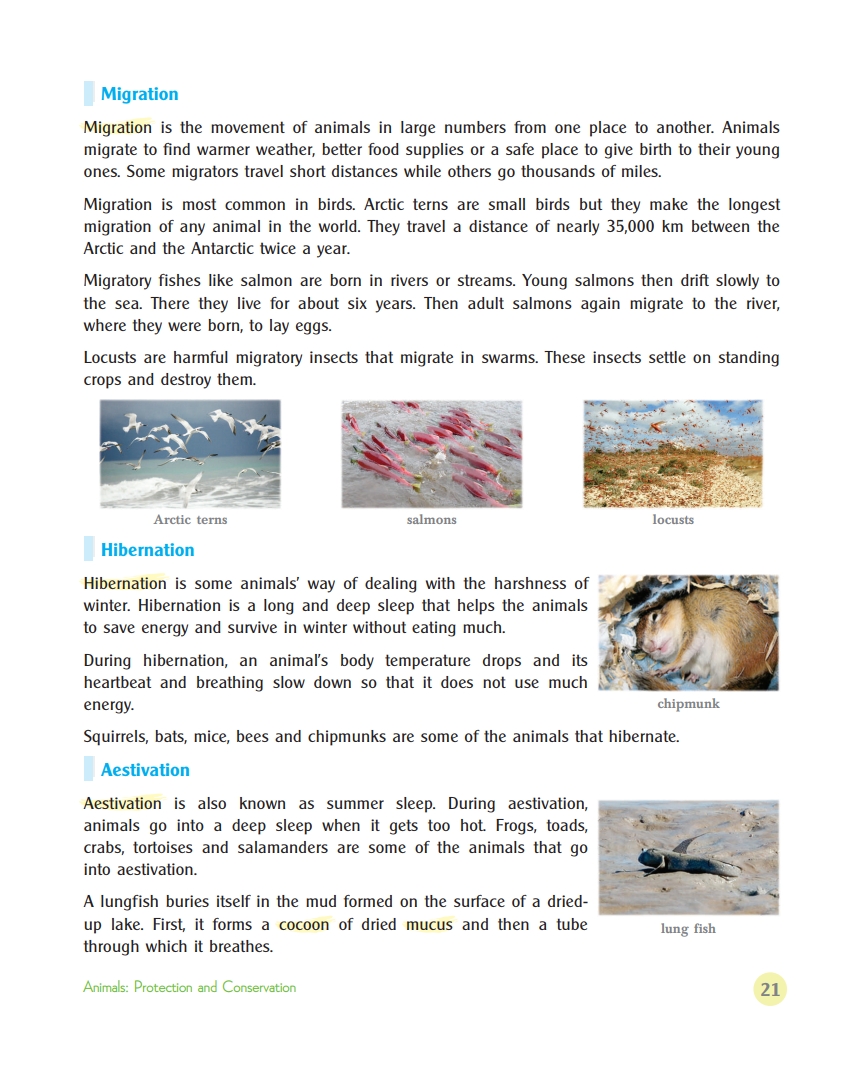 Migration
Migration is the movement of animals in large numbers from one place to another. Animals
migrate to find warmer weather, better food supplies or a safe place to give birth to their young
ones. Some migrators travel short distances while others go thousands of miles.
Migration is most common in birds. Arctic terns are small birds but they make the longest
migration of any animal in the world. They travel a distance of nearly 35,000 km between the
Arctic and the Antarctic twice a year.
Migratory fishes like salmon are born in rivers or streams. Young salmons then drift slowly to
the sea. There they live for about six years. Then adult salmons again migrate to the river,
where they were born, to lay eggs.
Locusts are harmful migratory insects that migrate in swarms. These insects settle on standing
crops and destroy them.
Arctic terns
salmons
locusts
Hibernation
Hibernation is some animals' way of dealing with the harshness of
winter. Hibernation is a long and deep sleep that helps the animals
to save energy and survive in winter without eating much.
During hibernation, an animal's body temperature drops and its
heartbeat and breathing slow down so that it does not use much
energy.
chipmunk
Squirrels, bats, mice, bees and chipmunks are some of the animals that hibernate.
Aestivation
Aestivation is also known as summer sleep. During aestivation,
animals go into a deep sleep when it gets too hot. Frogs, toads,
crabs, tortoises and salamanders are some of the animals that go
into aestivation.
A lungfish buries itself in the mud formed on the surface of a dried-
up lake. First, it forms a cocoon of dried mucus and then a tube
through which it breathes.
lung fish
Animals: Protection and Conservation
21